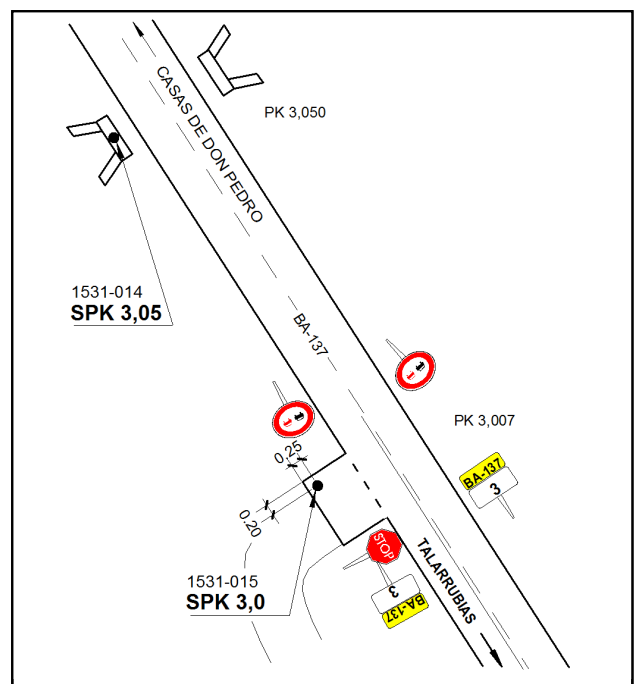 CASAS DE DON PEDRO
PK 3,050
1531-014
SPK 3,05
BA-137
PK 3,007
0.25
BA-137
3
0.20
STOP
TALARRUBIAS
1531-015
SPK 3,0
3
BA-137